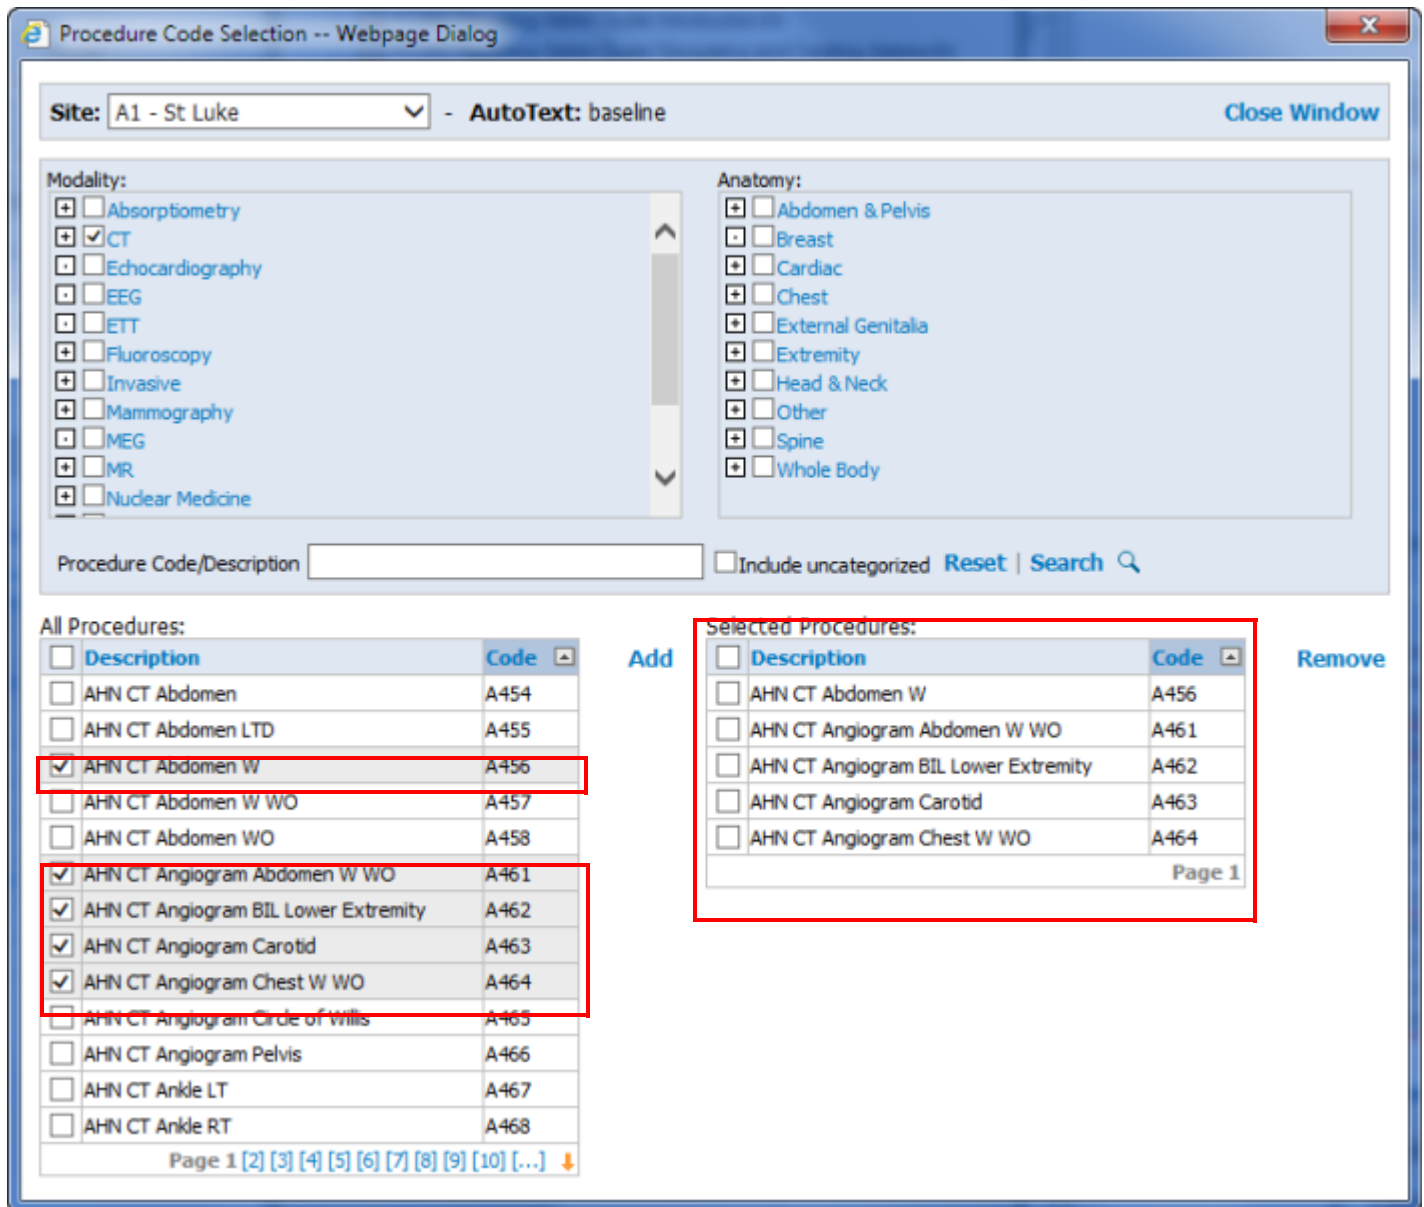 Procedure Code Selection -- Webpage Dialog
Site: A1 - St Luke - AutoText: baseline Close Window
Modality:
Absorptiometry
CT
Echocardiography
EEG
ETT
Fluoroscopy
Invasive
Mammography
MEG
MR
Nuclear Medicine
Anatomy:
Abdomen & Pelvis
Breast
Cardiac
Chest
External Genitalia
Extremity
Head & Neck
Other
Spine
Whole Body
Procedure Code/Description Include uncategorized Reset | Search
All Procedures:
Description Code
AHN CT Abdomen A454
AHN CT Abdomen LTD A455
AHN CT Abdomen W A456
AHN CT Abdomen W WO A457
AHN CT Abdomen WO A458
AHN CT Angiogram Abdomen W WO A461
AHN CT Angiogram BIL Lower Extremity A462
AHN CT Angiogram Carotid A463
AHN CT Angiogram Chest W WO A464
AHN CT Angiogram Circle of Willis A465
AHN CT Angiogram Pelvis A466
AHN CT Ankle LT A467
AHN CT Ankle RT A468
Page 1 [2] [3] [4] [5] [6] [7] [8] [9] [10] [...]
Add
Selected Procedures:
Description Code
AHN CT Abdomen W A456
AHN CT Angiogram Abdomen W WO A461
AHN CT Angiogram BIL Lower Extremity A462
AHN CT Angiogram Carotid A463
AHN CT Angiogram Chest W WO A464
Page 1
Remove